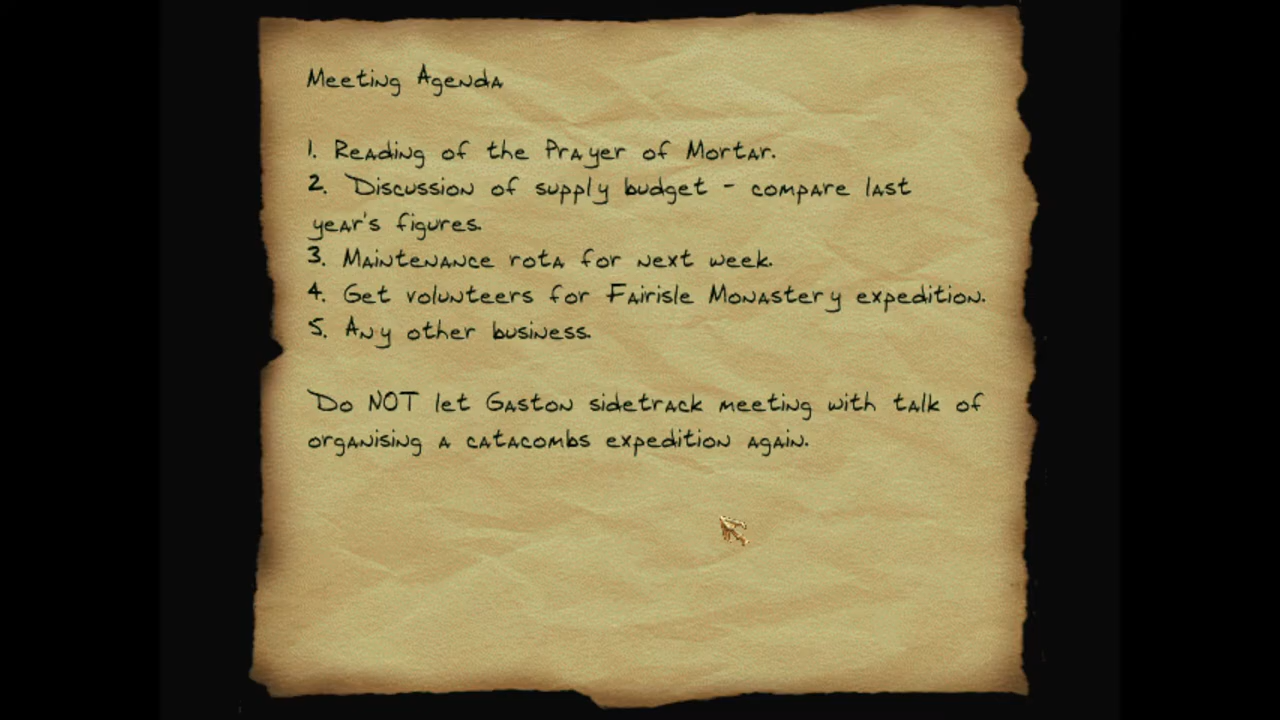 Meeting Agenda
1. Reading of the Prayer of Mortar.
2. Discussion of supply budget - compare last
year's figures.
3. Maintenance rota for next week.
4. Get volunteers for Fairisle Monastery expedition.
5. Any other business.
Do NOT let Gaston sidetrack meeting with talk of
organising a catacombs expedition again.